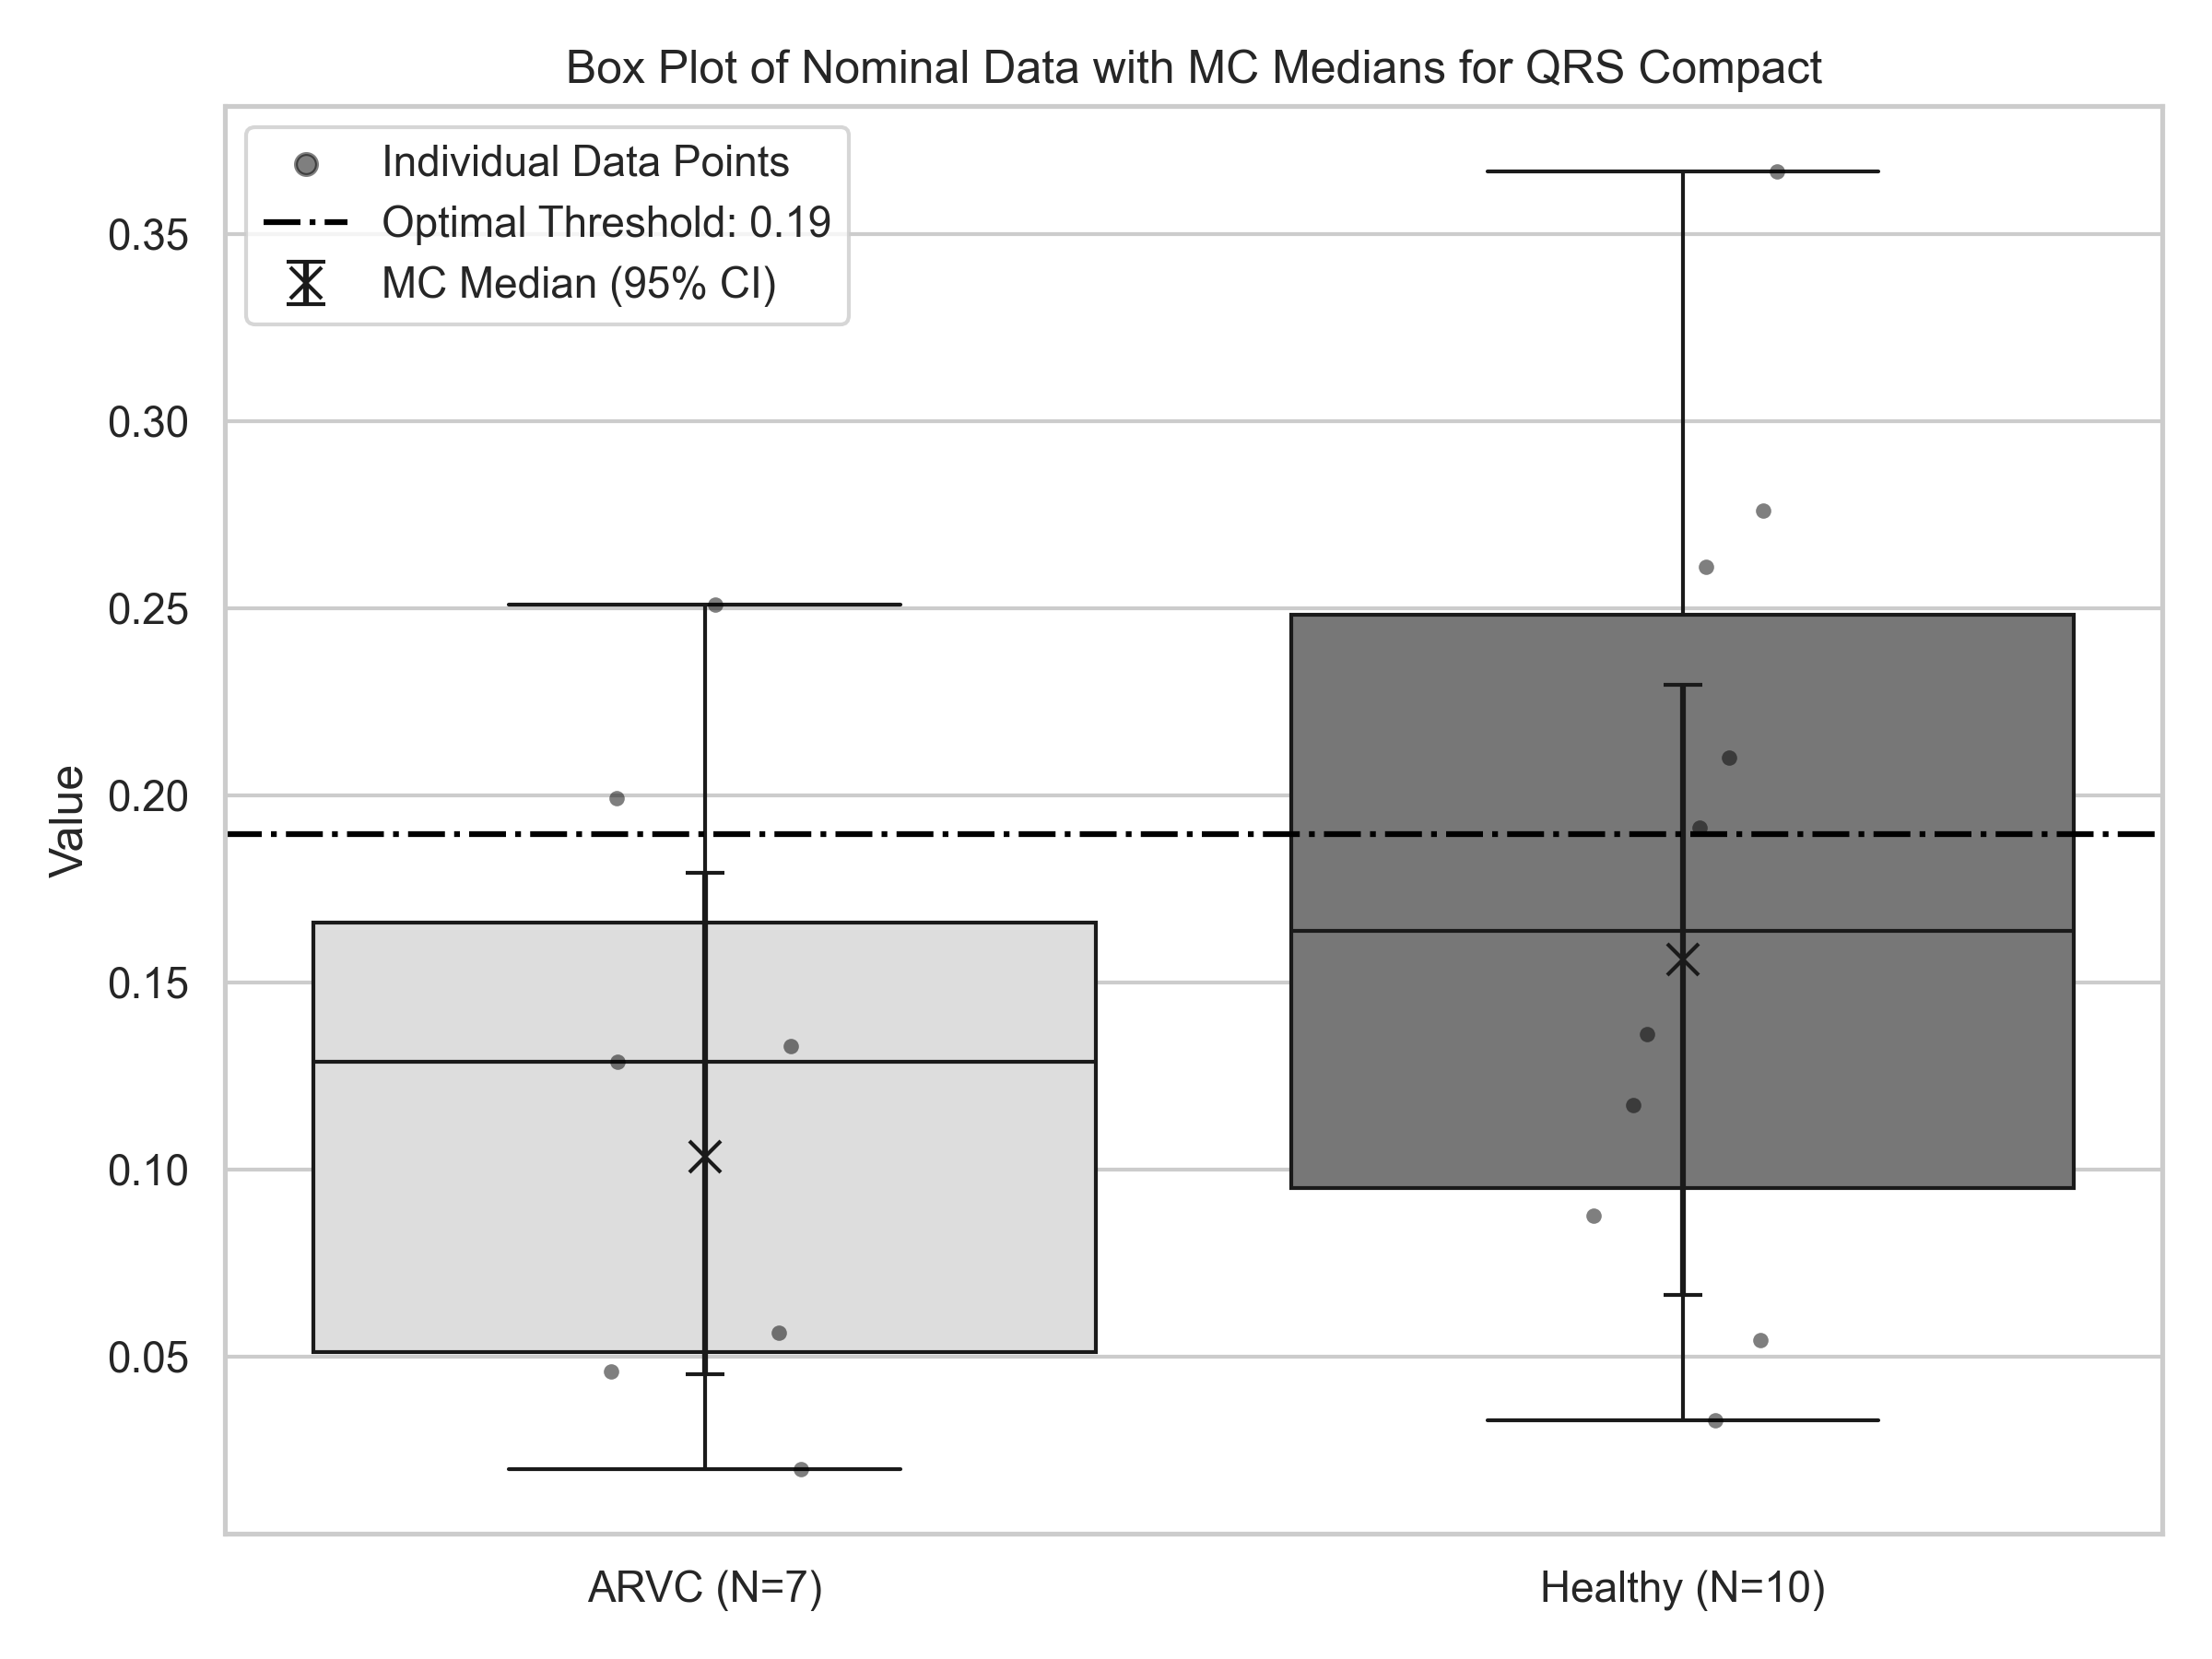 Box Plot of Nominal Data with MC Medians for QRS Compact
Individual Data Points
Optimal Threshold: 0.19
MC Median (95% CI)
Value
0.35
0.30
0.25
0.20
0.15
0.10
0.05
ARVC (N=7)
Healthy (N=10)